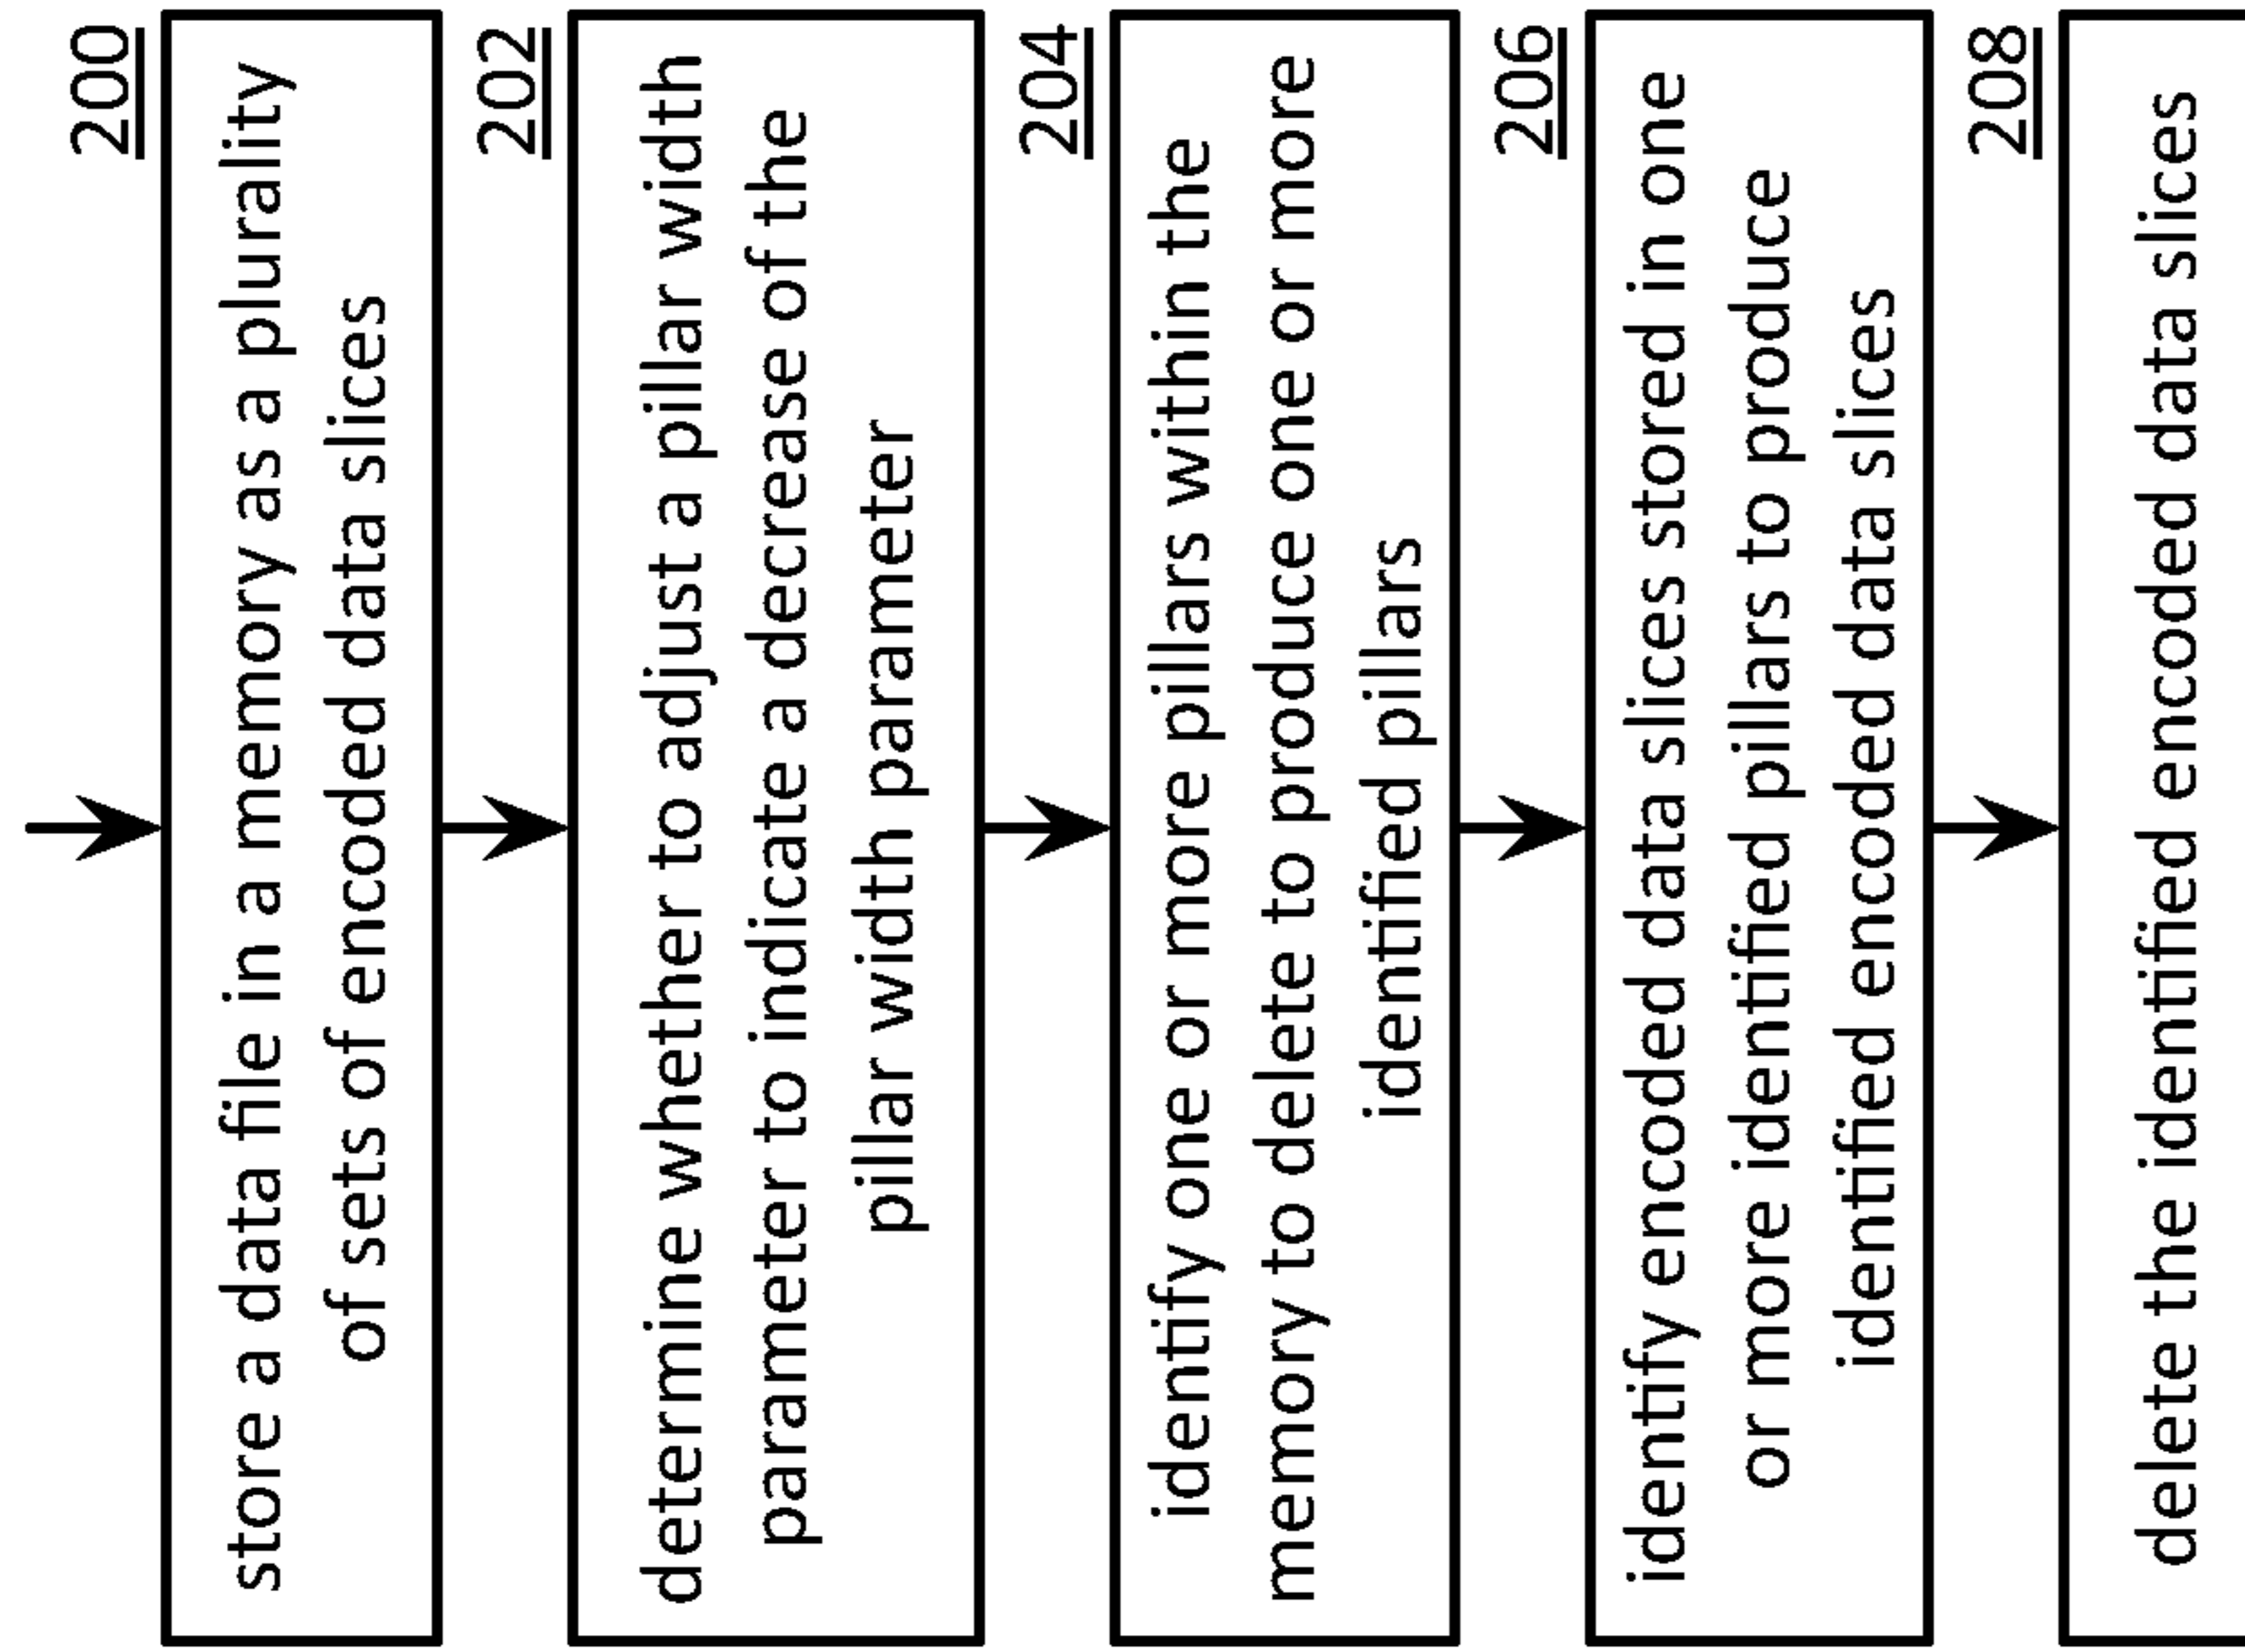 200
store a data file in a memory as a plurality
of sets of encoded data slices
202
determine whether to adjust a pillar width
parameter to indicate a decrease of the
pillar width parameter
204
identify one or more pillars within the
memory to delete to produce one or more
identified pillars
206
identify encoded data slices stored in one
or more identified pillars to produce
identified encoded data slices
208
delete the identified encoded data slices